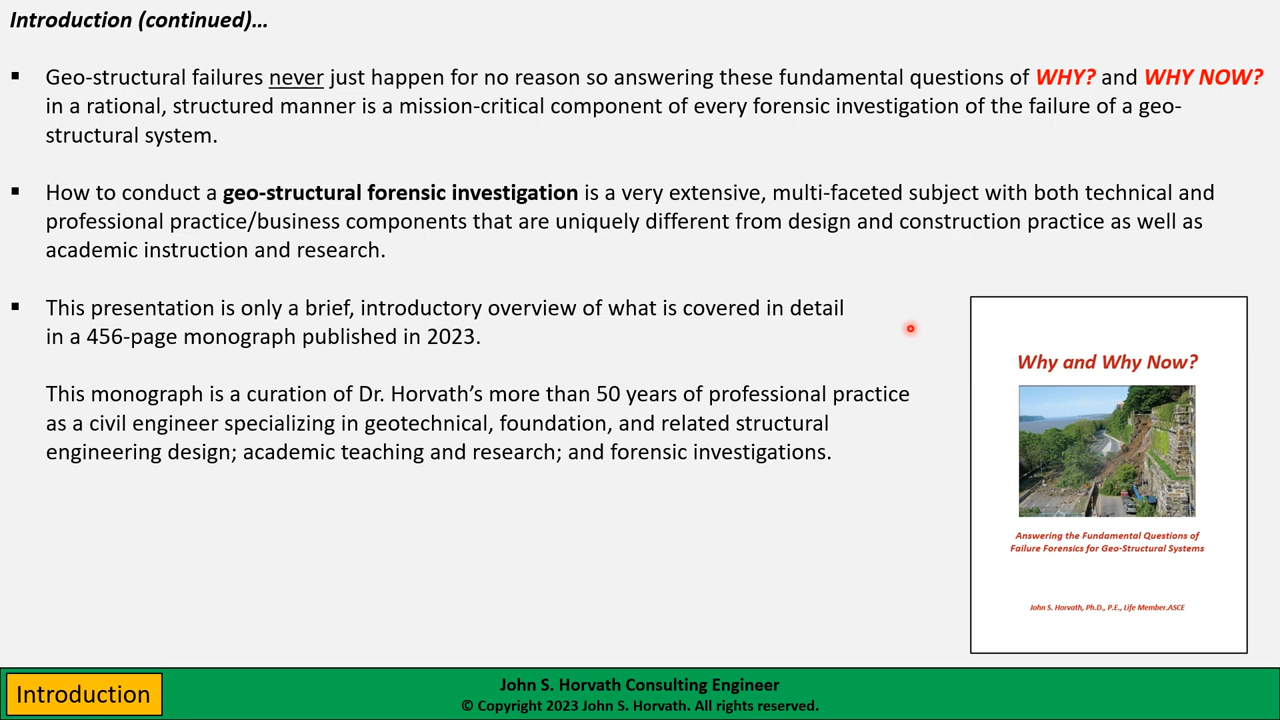 Introduction (continued)…
▪ Geo-structural failures never just happen for no reason so answering these fundamental questions of WHY? and WHY NOW?
in a rational, structured manner is a mission-critical component of every forensic investigation of the failure of a geo-
structural system.
▪ How to conduct a geo-structural forensic investigation is a very extensive, multi-faceted subject with both technical and
professional practice/business components that are uniquely different from design and construction practice as well as
academic instruction and research.
▪ This presentation is only a brief, introductory overview of what is covered in detail
in a 456-page monograph published in 2023.
This monograph is a curation of Dr. Horvath’s more than 50 years of professional practice
as a civil engineer specializing in geotechnical, foundation, and related structural
engineering design; academic teaching and research; and forensic investigations.
Why and Why Now?
Answering the Fundamental Questions of
Failure Forensics for Geo-Structural Systems
John S. Horvath, Ph.D., P.E., Life Member.ASCE
Introduction
John S. Horvath Consulting Engineer
© Copyright 2023 John S. Horvath. All rights reserved.